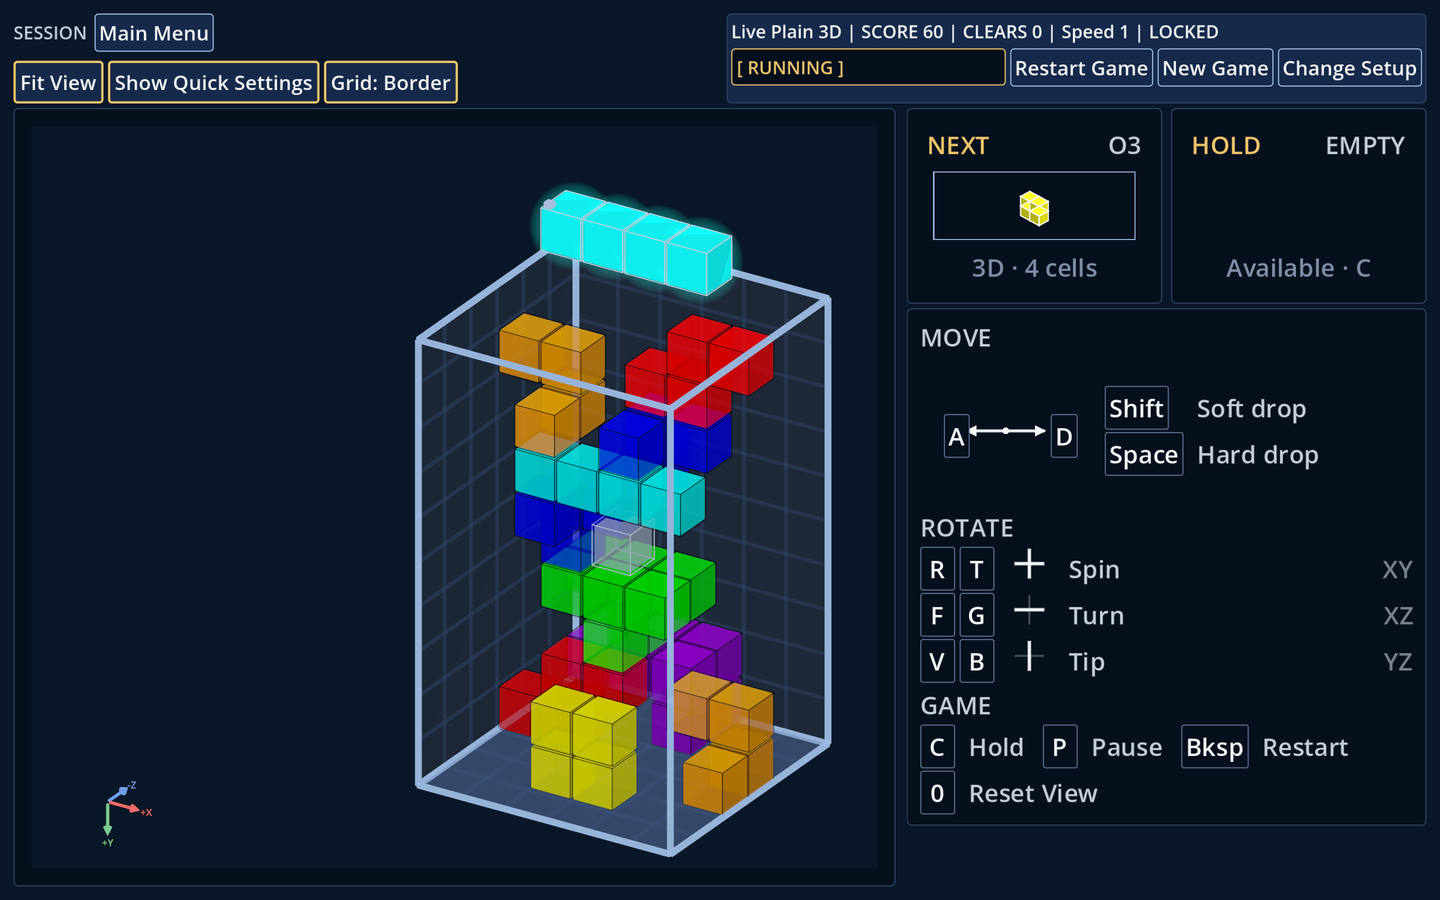 SESSION Main Menu
Fit View Show Quick Settings Grid: Border
Live Plain 3D | SCORE 60 | CLEARS 0 | Speed 1 | LOCKED
[ RUNNING ] Restart Game New Game Change Setup
NEXT O3
3D · 4 cells
HOLD EMPTY
Available · C
MOVE
A D
Shift Soft drop
Space Hard drop
ROTATE
R T Spin XY
F G Turn XZ
V B Tip YZ
GAME
C Hold P Pause Bksp Restart
0 Reset View
-Z
+X
+Y